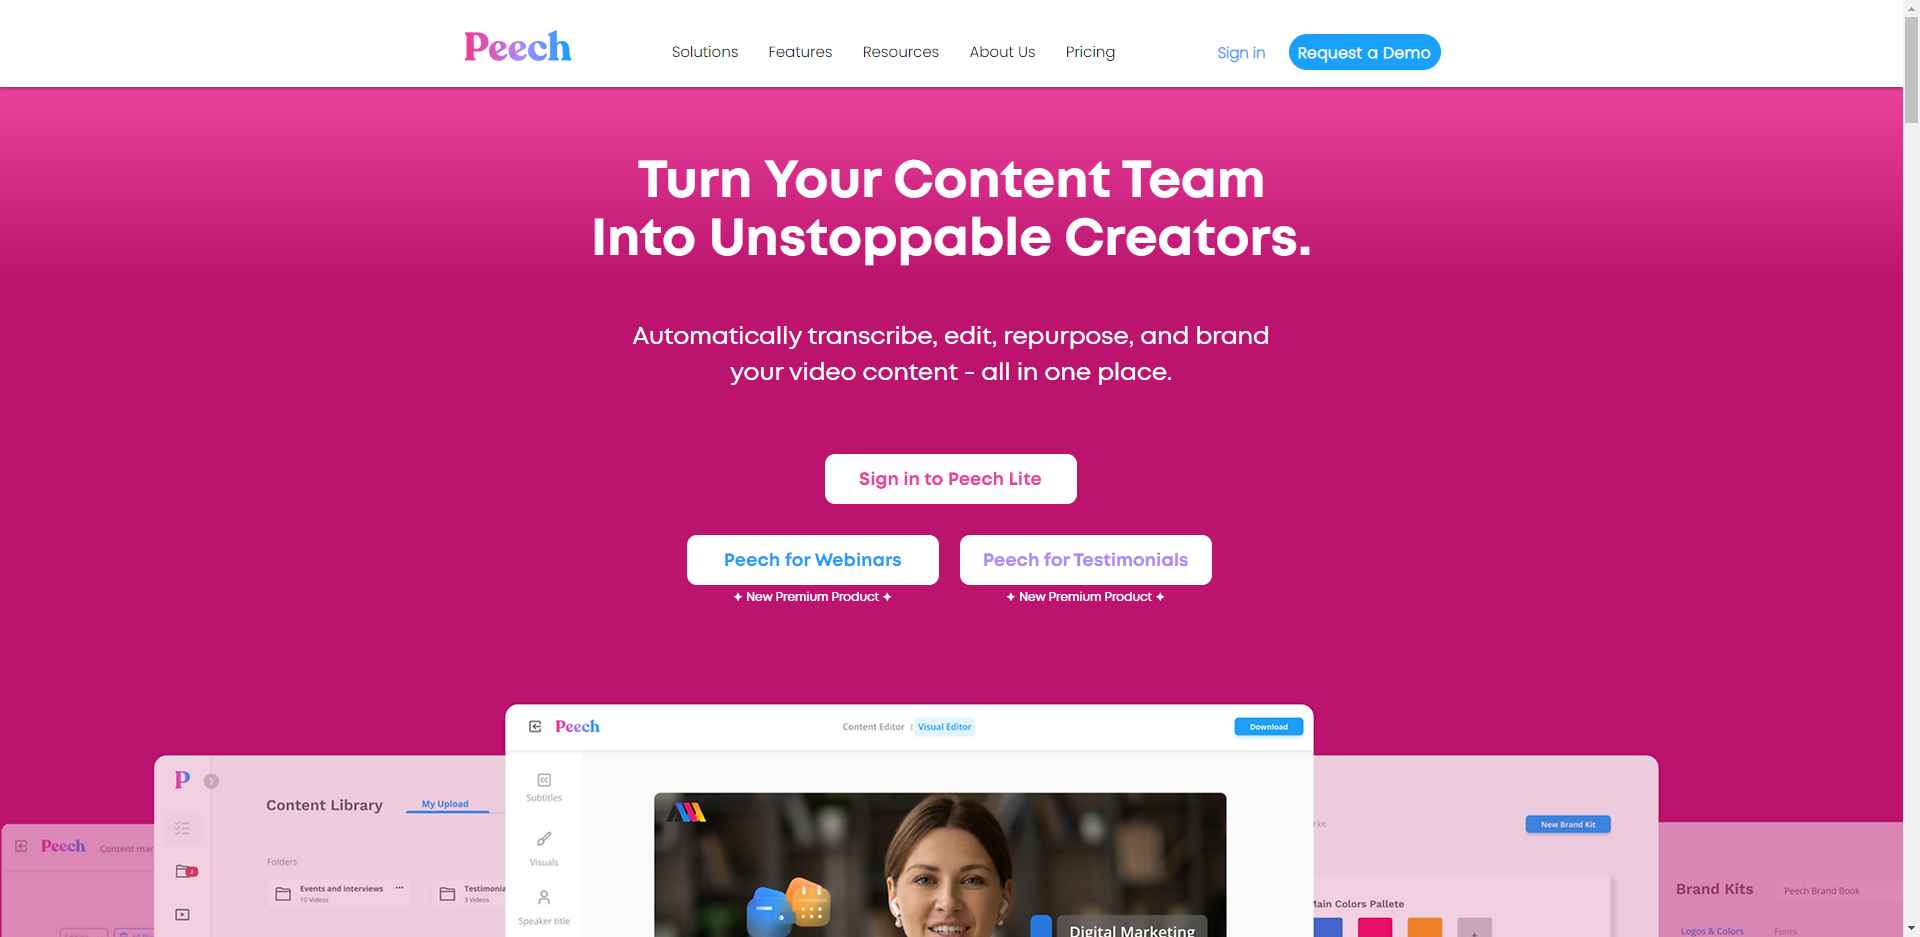 Peech
Solutions
Features
Resources
About Us
Pricing
Sign in
Request a Demo
Turn Your Content Team
Into Unstoppable Creators.
Automatically transcribe, edit, repurpose, and brand
your video content - all in one place.
Sign in to Peech Lite
Peech for Webinars
Peech for Testimonials
✦ New Premium Product ✦
✦ New Premium Product ✦
Peech
Content Editor
Visual Editor
Download
Subtitles
Visuals
Speaker title
Digital Marketing
P
Content Library
My Upload
Folders
Events and interviews
10 Videos
3 Videos
Peech
Content
New Brand Kit
Main Colors Pallete
Brand Kits
Peech Brand Book
Logos & Colors
Fonts